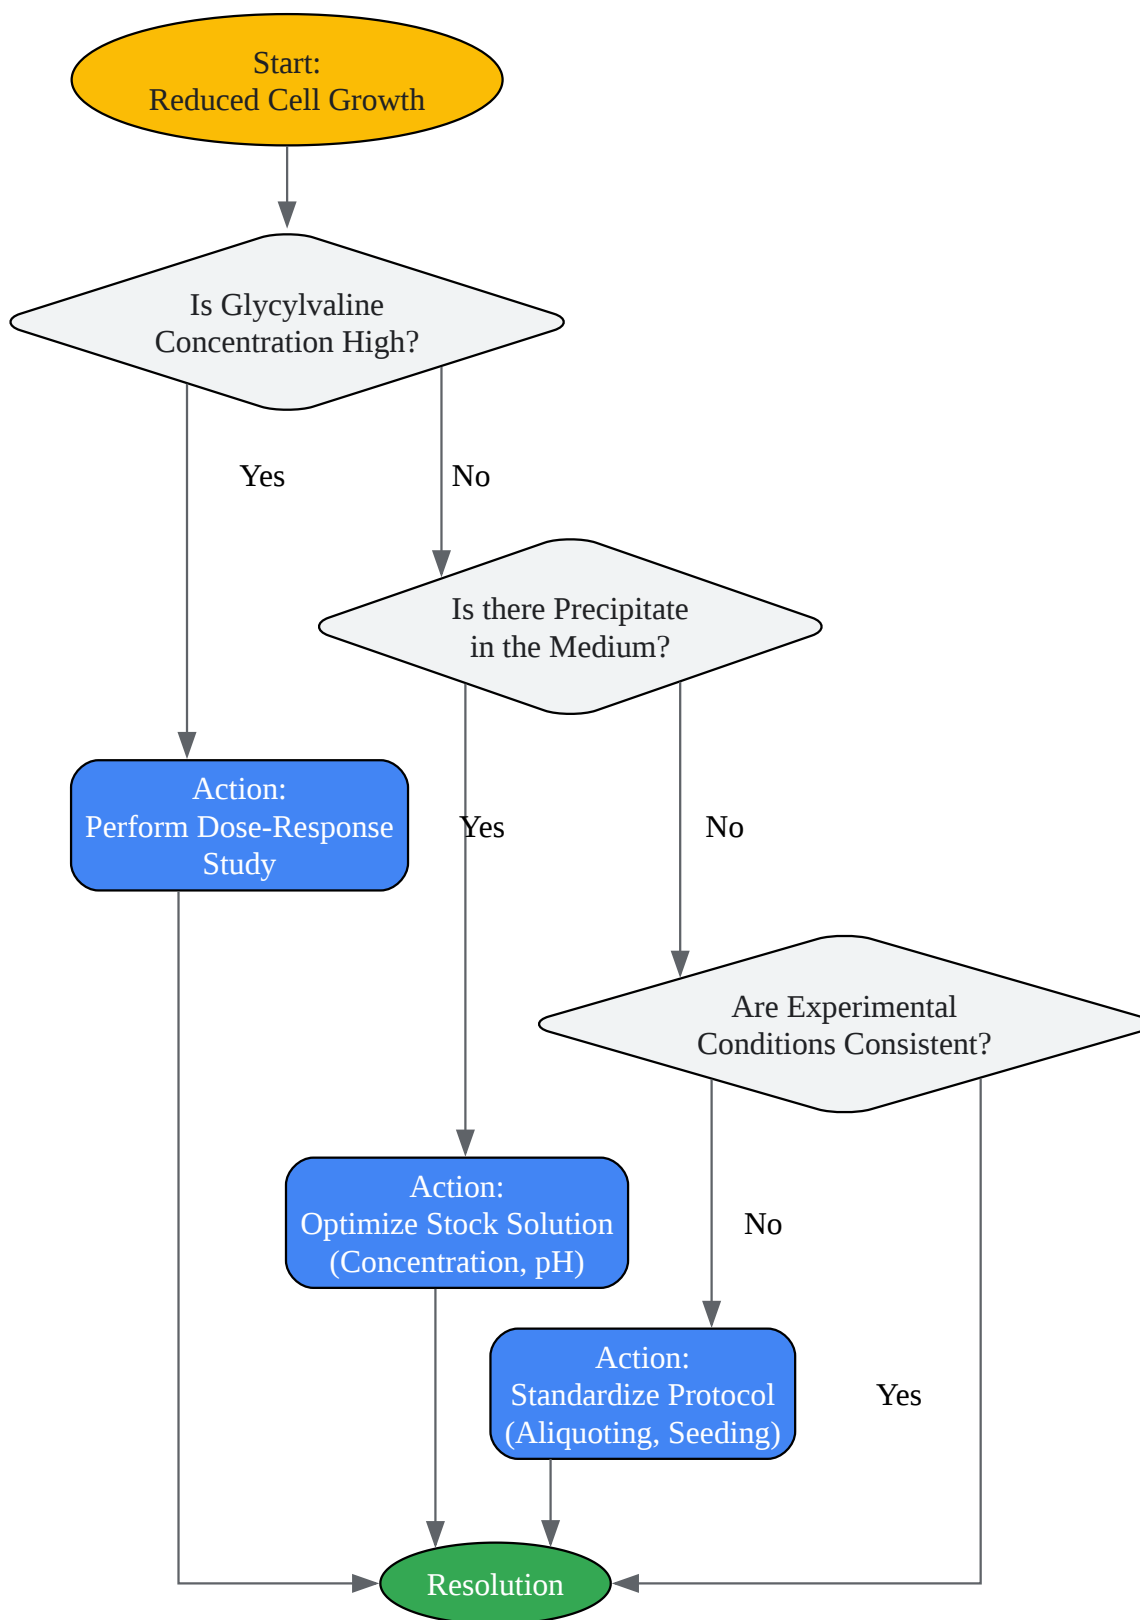 Start:
Reduced Cell Growth
Is Glycylvaline
Concentration High?
Yes
No
Is there Precipitate
in the Medium?
Action:
Perform Dose-Response
Study
Yes
No
Are Experimental
Conditions Consistent?
Action:
Optimize Stock Solution
(Concentration, pH)
No
Action:
Standardize Protocol
(Aliquoting, Seeding)
Yes
Resolution